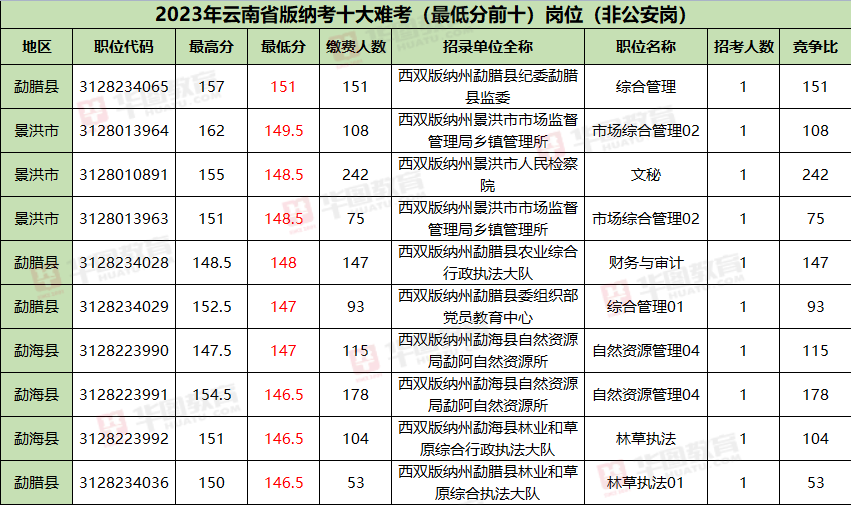 2023年云南省版纳考十大难考（最低分前十）岗位（非公安岗）
地区 职位代码 最高分 最低分 缴费人数 招录单位全称 职位名称 招考人数 竞争比
勐腊县 3128234065 157 151 151 西双版纳州勐腊县纪委勐腊县监委 综合管理 1 151
景洪市 3128013964 162 149.5 108 西双版纳州景洪市市场监督管理局乡镇管理所 市场综合管理02 1 108
景洪市 3128010891 155 148.5 242 西双版纳州景洪市人民检察院 文秘 1 242
景洪市 3128013963 151 148.5 75 西双版纳州景洪市市场监督管理局乡镇管理所 市场综合管理02 1 75
勐腊县 3128234028 148.5 148 147 西双版纳州勐腊县农业综合行政执法大队 财务与审计 1 147
勐腊县 3128234029 152.5 147 93 西双版纳州勐腊县委组织部党员教育中心 综合管理01 1 93
勐海县 3128223990 147.5 147 115 西双版纳州勐海县自然资源局勐阿自然资源所 自然资源管理04 1 115
勐海县 3128223991 154.5 146.5 178 西双版纳州勐海县自然资源局勐阿自然资源所 自然资源管理04 1 178
勐海县 3128223992 151 146.5 104 西双版纳州勐海县林业和草原综合行政执法大队 林草执法 1 104
勐腊县 3128234036 150 146.5 53 西双版纳州勐腊县林业和草原综合执法大队 林草执法01 1 53
华图教育
HUATU.COM